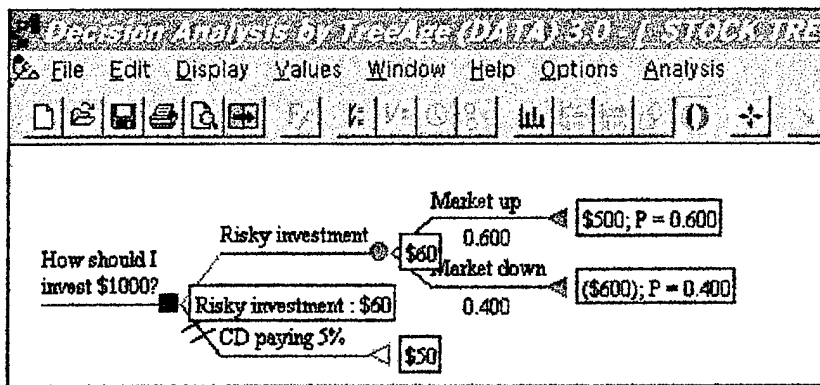 Decision Analysis by TreeAge (DATA) 3.0 - [ STOCK.TRE
File Edit Display Values Window Help Options Analysis
Market up
$500; P = 0.600
Risky investment
0.600
How should I
invest $1000?
$60
Market down
($600); P = 0.400
Risky investment : $60
0.400
CD paying 5%
$50